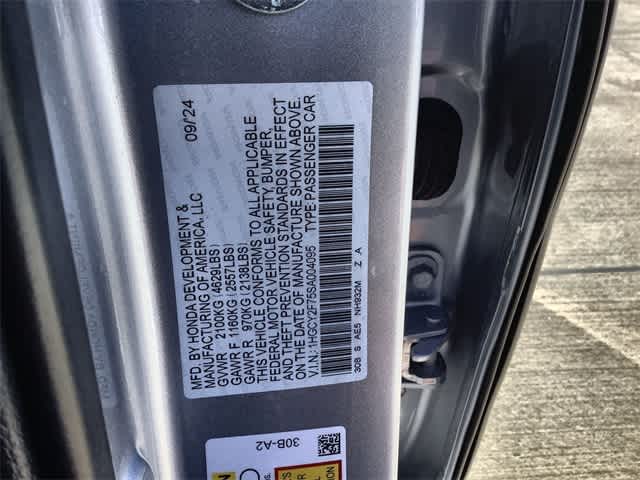 MFD. BY HONDA DEVELOPMENT & 09/24
MANUFACTURING OF AMERICA, LLC
GVWR 2100KG (4629LBS)
GAWR F 1160KG (2557LBS)
GAWR R 970KG (2138LBS)
THIS VEHICLE CONFORMS TO ALL APPLICABLE
FEDERAL MOTOR VEHICLE SAFETY, BUMPER,
AND THEFT PREVENTION STANDARDS IN EFFECT
ON THE DATE OF MANUFACTURE SHOWN ABOVE.
V.I.N.: 1HGCY2F75SA004095 TYPE: PASSENGER CAR
30B S AE5 NH932M Z A
30B-A2